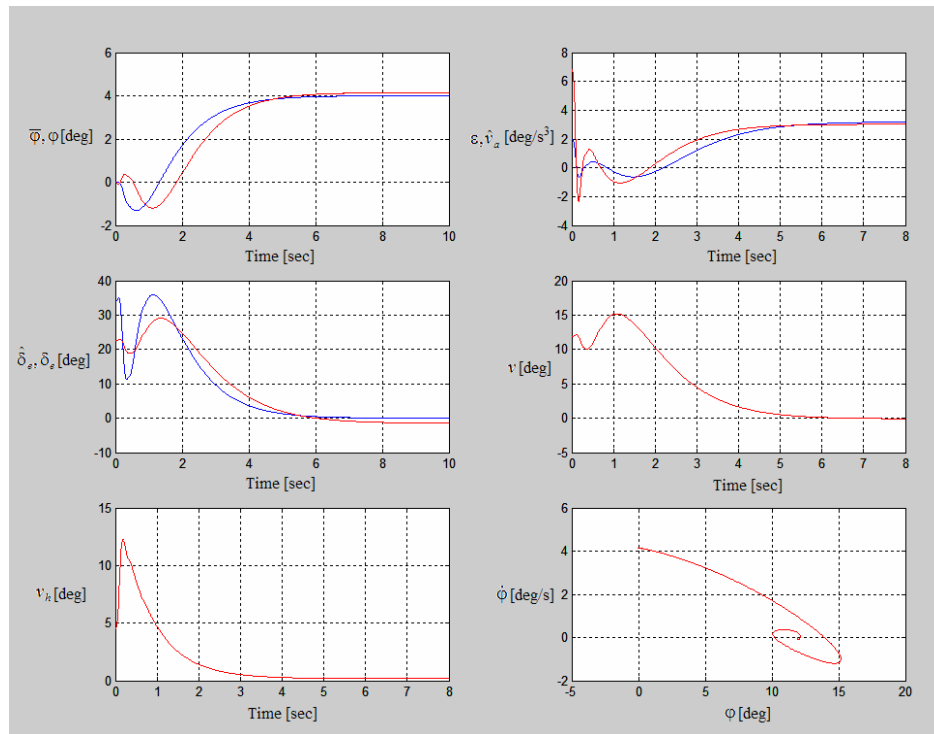 6
4
φ̅, φ [deg]
2
0
-2
0 2 4 6 8 10
Time [sec]
8
6
4
ε, v̂ₐ [deg/s³] 2
0
-2
-4
0 1 2 3 4 5 6 7 8
Time [sec]
40
30
20
δ̂ₑ, δₑ [deg]
10
0
-10
0 2 4 6 8 10
Time [sec]
20
15
10
v [deg]
5
0
-5
0 1 2 3 4 5 6 7 8
Time [sec]
15
10
vₕ [deg]
5
0
0 1 2 3 4 5 6 7 8
Time [sec]
6
4
φ̇ [deg/s]
2
0
-2
-5 0 5 10 15 20
φ [deg]